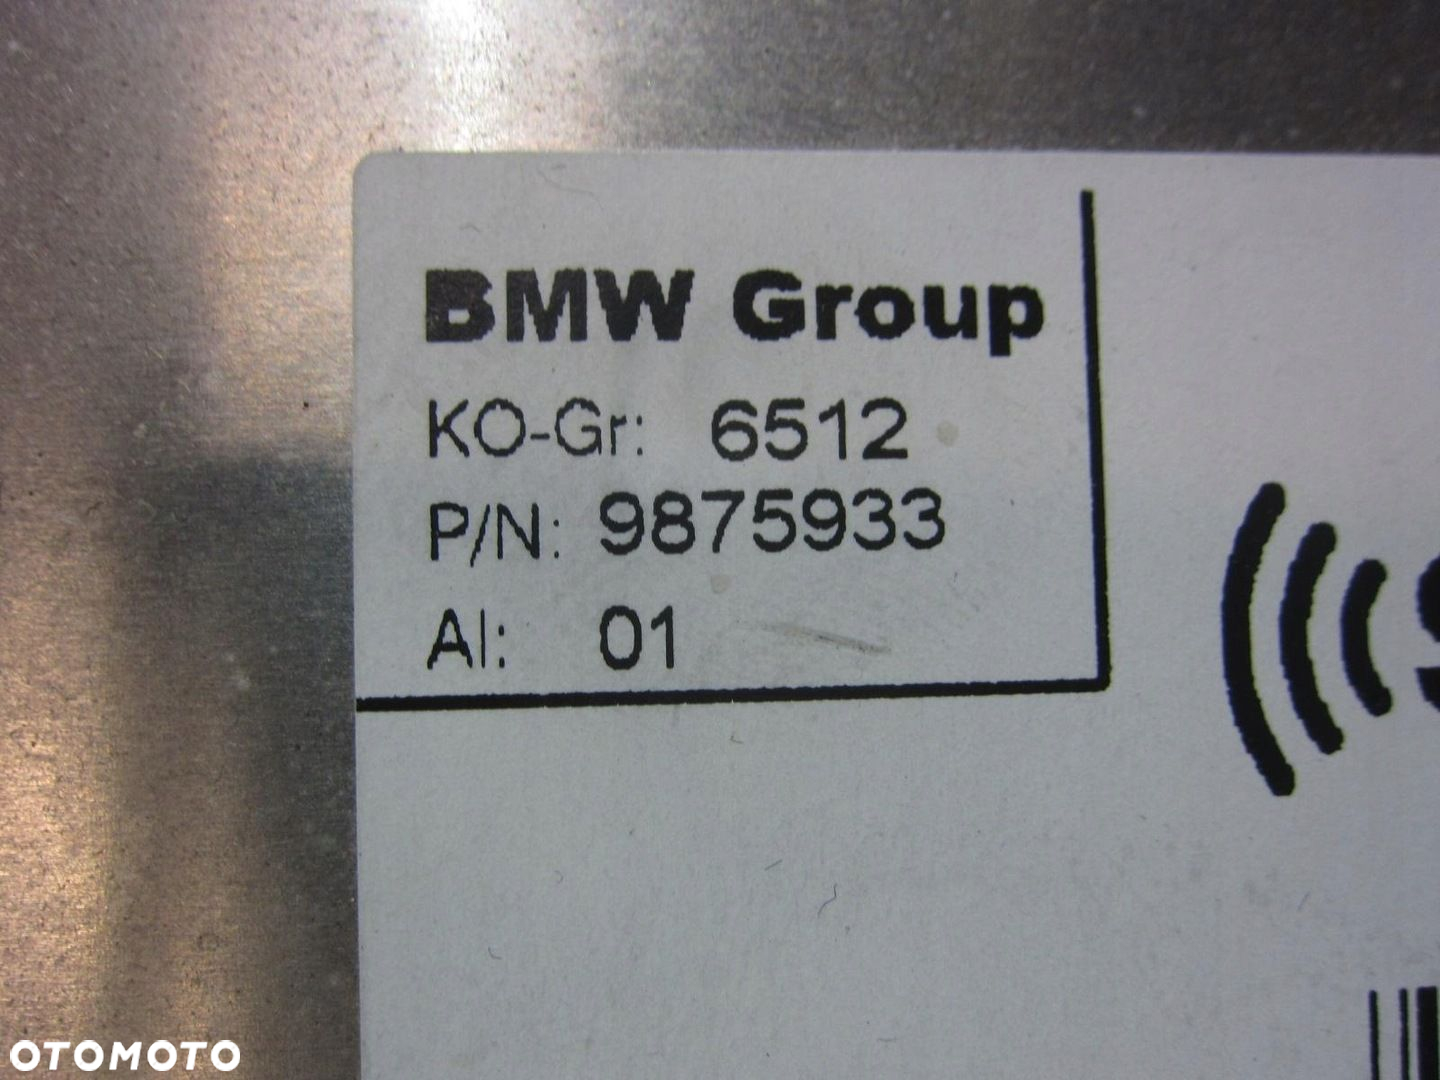 BMW Group
KO-Gr: 6512
P/N: 9875933
AI: 01
OTOMOTO